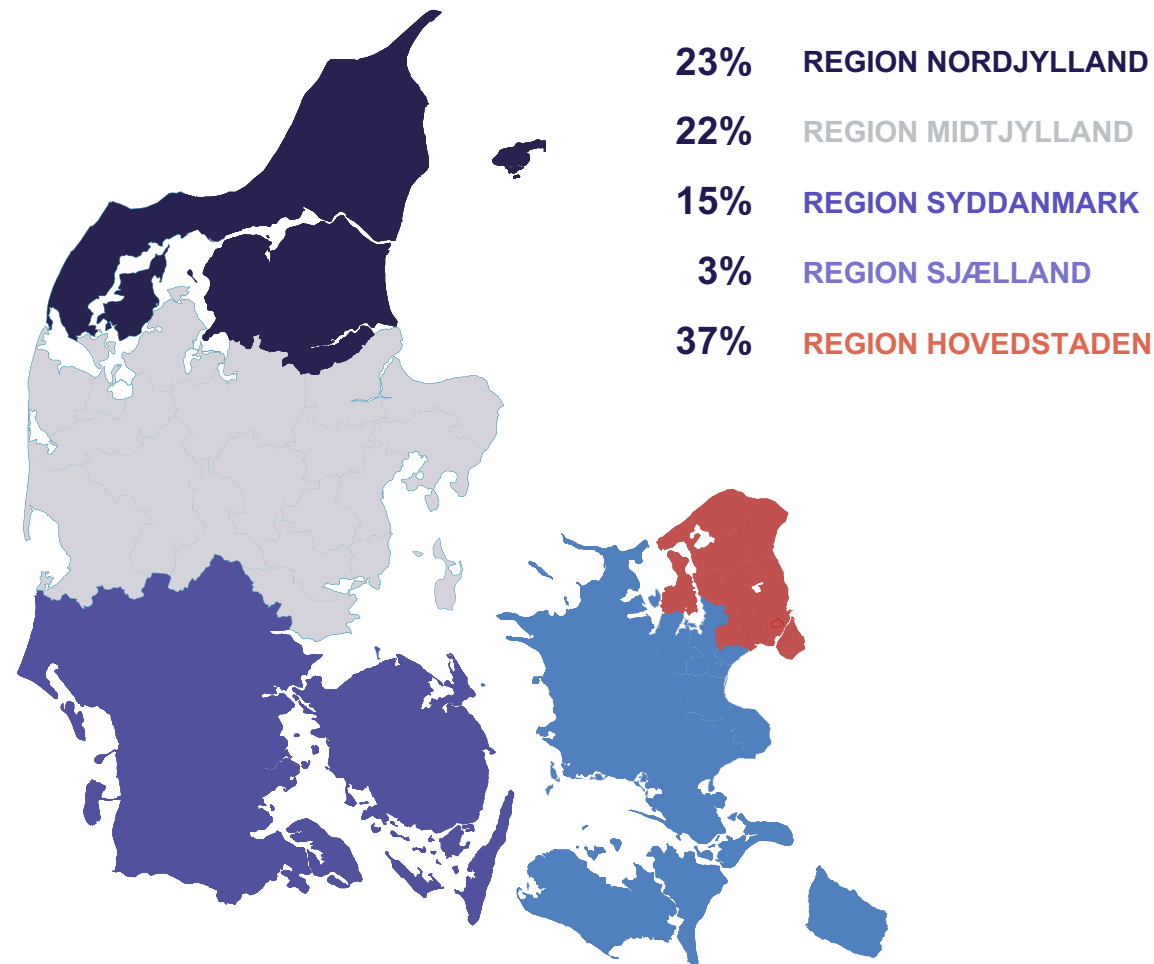 23% REGION NORDJYLLAND
22% REGION MIDTJYLLAND
15% REGION SYDDANMARK
3% REGION SJÆLLAND
37% REGION HOVEDSTADEN